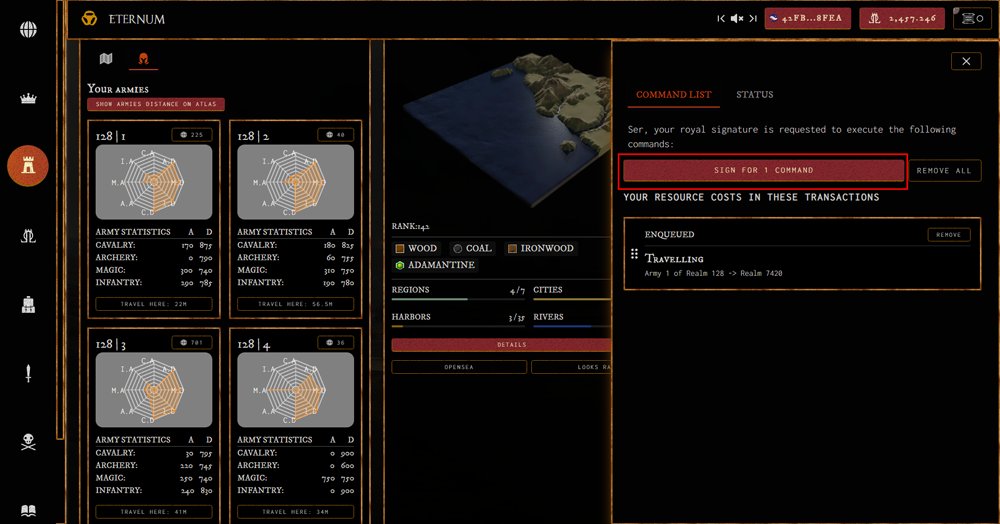 ETERNUM
42FB...8FEA
2,457.246
0
Your armies
SHOW ARMIES DISTANCE ON ATLAS
128|1
225
C.A
A.D
M.D
I.D
C.D
A.A
M.A
I.A
ARMY STATISTICS A D
CAVALRY: 170 875
ARCHERY: 0 790
MAGIC: 300 740
INFANTRY: 290 785
TRAVEL HERE: 22M
128|2
40
C.A
A.D
M.D
I.D
C.D
A.A
M.A
I.A
ARMY STATISTICS A D
CAVALRY: 180 825
ARCHERY: 60 755
MAGIC: 310 750
INFANTRY: 190 780
TRAVEL HERE: 56.5M
128|3
701
C.A
A.D
M.D
I.D
C.D
A.A
M.A
I.A
ARMY STATISTICS A D
CAVALRY: 30 795
ARCHERY: 220 745
MAGIC: 250 740
INFANTRY: 240 830
TRAVEL HERE: 41M
128|4
36
C.A
A.D
M.D
I.D
C.D
A.A
M.A
I.A
ARMY STATISTICS A D
CAVALRY: 0 900
ARCHERY: 0 600
MAGIC: 750 750
INFANTRY: 0 900
TRAVEL HERE: 34M
RANK:142
WOOD COAL IRONWOOD
ADAMANTINE
REGIONS 4/7 CITIES
HARBORS 3/35 RIVERS
DETAILS
OPENSEA LOOKS RA
COMMAND LIST STATUS
Ser, your royal signature is requested to execute the following
commands:
SIGN FOR 1 COMMAND REMOVE ALL
YOUR RESOURCE COSTS IN THESE TRANSACTIONS
ENQUEUED REMOVE
Travelling
Army 1 of Realm 128 -> Realm 7420